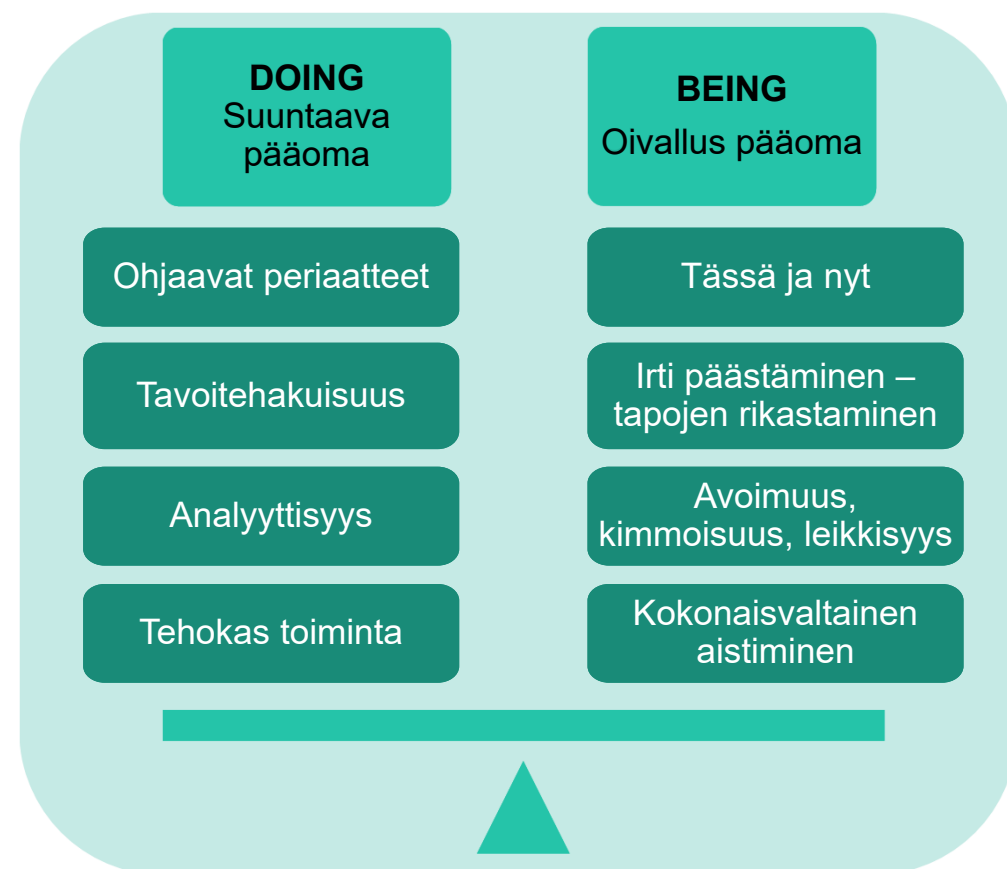 DOING
Suuntaava
pääoma
BEING
Oivallus pääoma
Ohjaavat periaatteet
Tavoitehakuisuus
Analyyttisyys
Tehokas toiminta
Tässä ja nyt
Irti päästäminen –
tapojen rikastaminen
Avoimuus,
kimmoisuus, leikkisyys
Kokonaisvaltainen
aistiminen